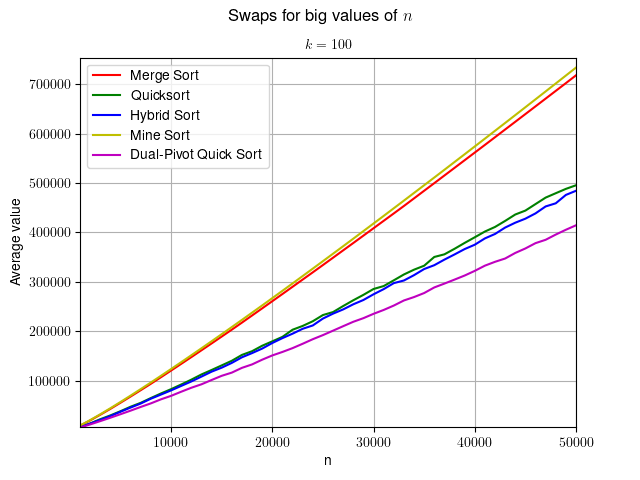 Swaps for big values of n
k = 100
Merge Sort
Quicksort
Hybrid Sort
Mine Sort
Dual-Pivot Quick Sort
Average value
700000
600000
500000
400000
300000
200000
100000
10000 20000 30000 40000 50000
n